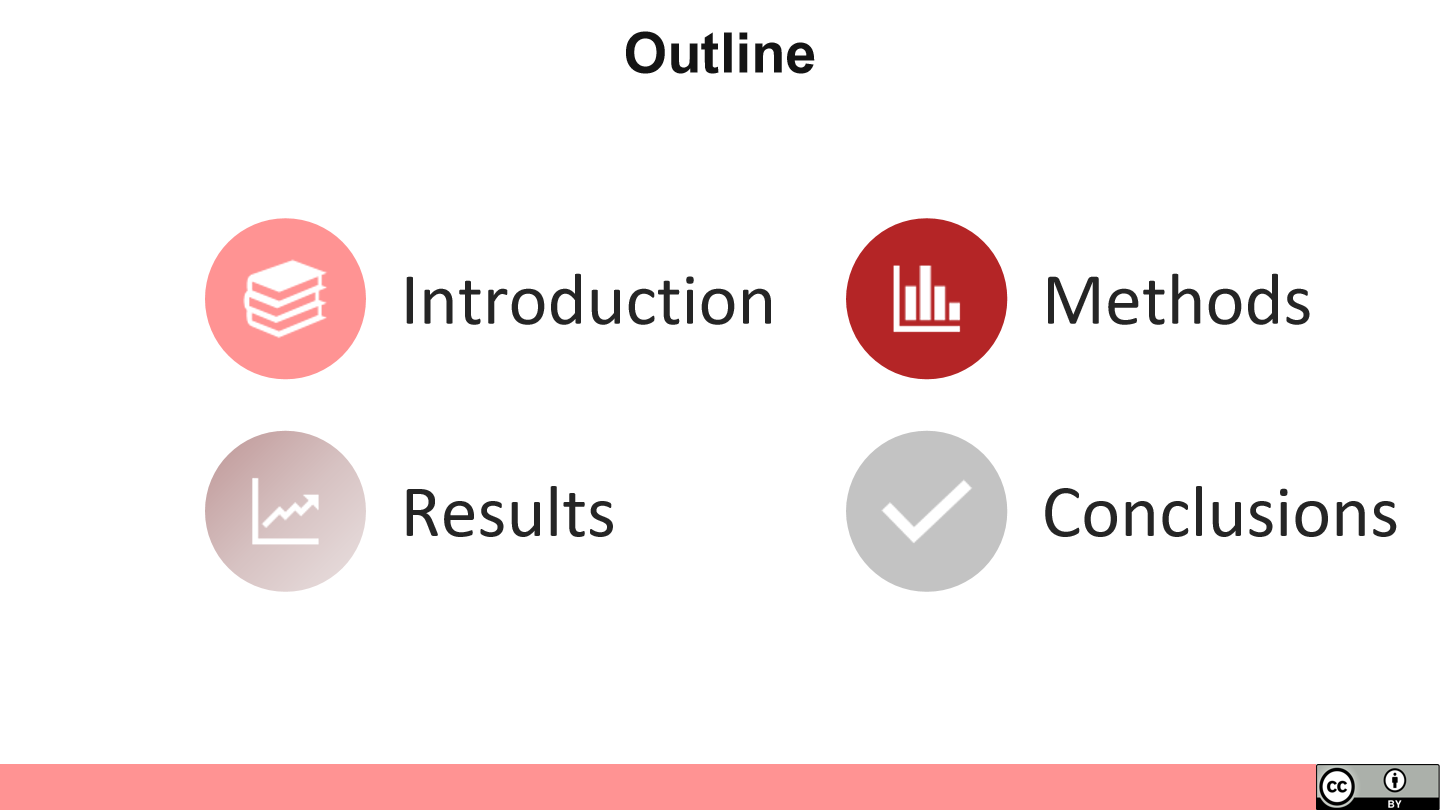 Outline
Introduction
Methods
Results
Conclusions
cc
BY